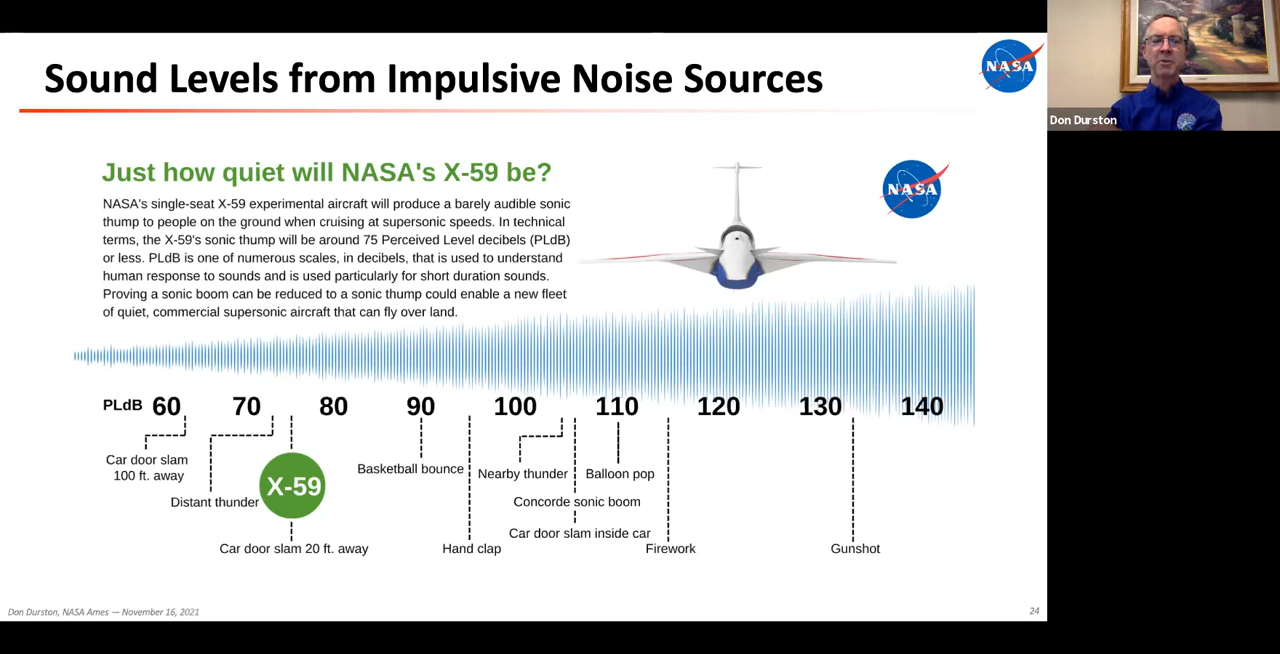 Sound Levels from Impulsive Noise Sources
NASA
Don Durston
Just how quiet will NASA's X-59 be?
NASA
NASA's single-seat X-59 experimental aircraft will produce a barely audible sonic
thump to people on the ground when cruising at supersonic speeds. In technical
terms, the X-59's sonic thump will be around 75 Perceived Level decibels (PLdB)
or less. PLdB is one of numerous scales, in decibels, that is used to understand
human response to sounds and is used particularly for short duration sounds.
Proving a sonic boom can be reduced to a sonic thump could enable a new fleet
of quiet, commercial supersonic aircraft that can fly over land.
PLdB 60 70 80 90 100 110 120 130 140
Car door slam
100 ft. away
Distant thunder
X-59
Car door slam 20 ft. away
Basketball bounce
Hand clap
Nearby thunder
Concorde sonic boom
Car door slam inside car
Balloon pop
Firework
Gunshot
Don Durston, NASA Ames — November 16, 2021
24